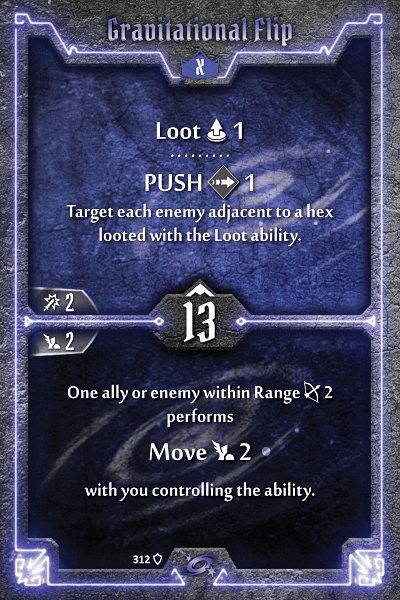 Gravitational Flip
X
Loot 1
PUSH 1
Target each enemy adjacent to a hex
looted with the Loot ability.
2
13
2
One ally or enemy within Range 2
performs
Move 2
with you controlling the ability.
312